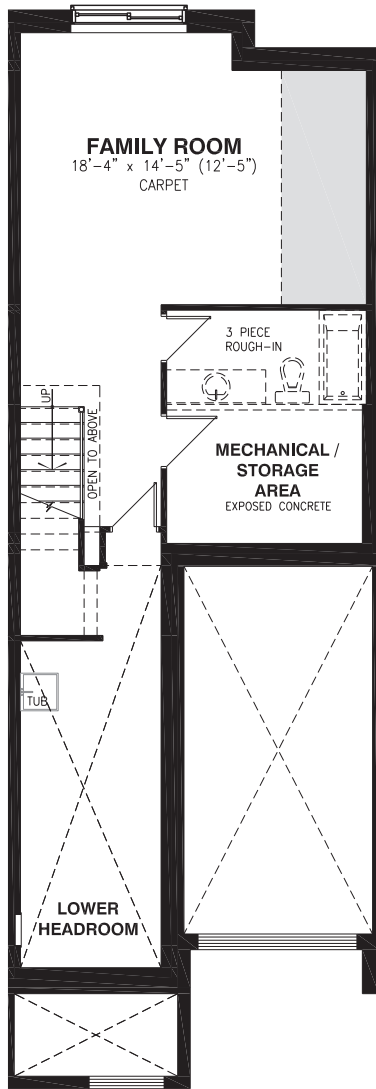 FAMILY ROOM
18'-4" x 14'-5" (12'-5")
CARPET
3 PIECE
ROUGH-IN
UP
OPEN TO ABOVE
MECHANICAL /
STORAGE
AREA
EXPOSED CONCRETE
TUB
LOWER
HEADROOM